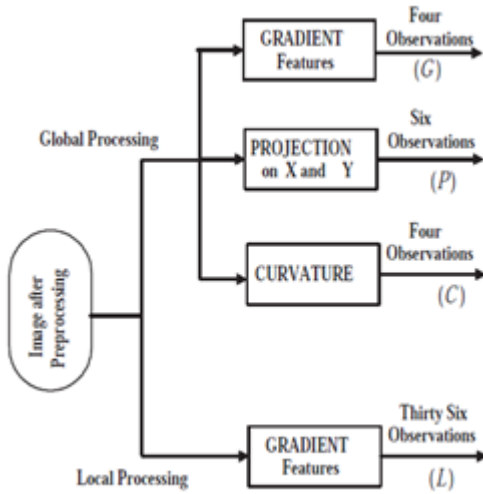 Four
Observations
(G)
GRADIENT
Features
Six
Observations
(P)
Global Processing
PROJECTION
on X and Y
Four
Observations
(C)
CURVATURE
Image after
Preprocessing
Thirty Six
Observations
(L)
GRADIENT
Features
Local Processing